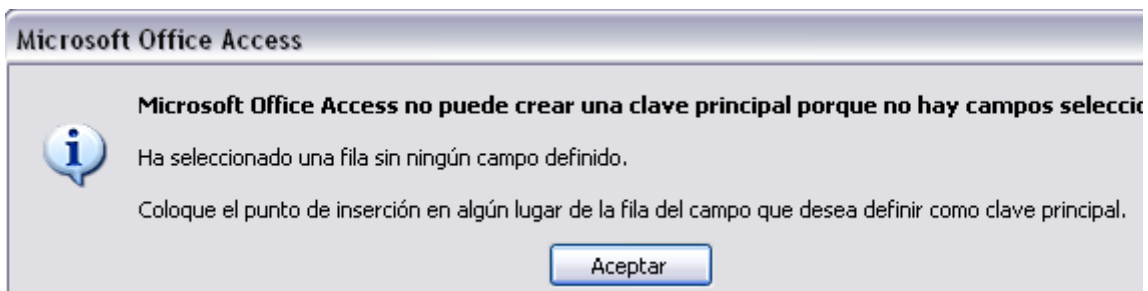 Microsoft Office Access
Microsoft Office Access no puede crear una clave principal porque no hay campos seleccio
Ha seleccionado una fila sin ningún campo definido.
Coloque el punto de inserción en algún lugar de la fila del campo que desea definir como clave principal.
Aceptar